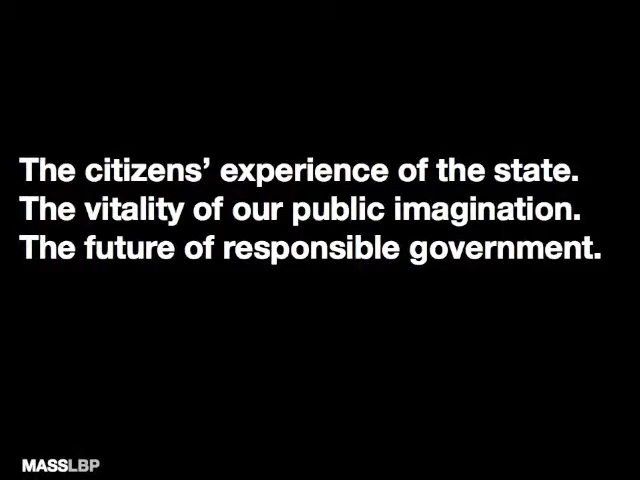 The citizens’ experience of the state.
The vitality of our public imagination.
The future of responsible government.
MASSLBP